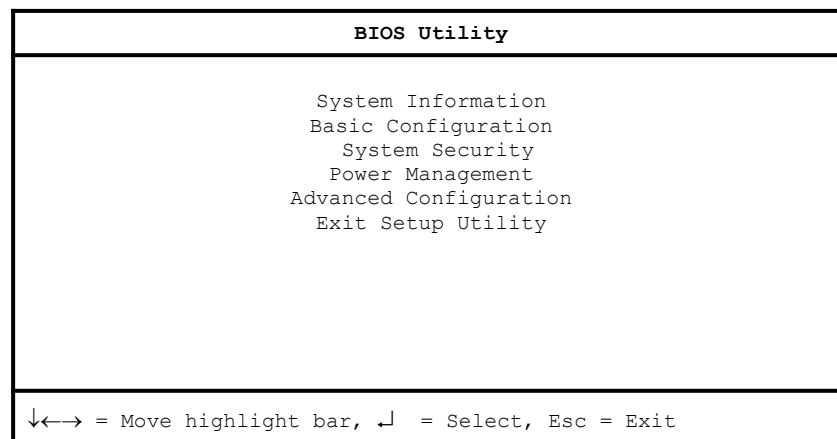 BIOS Utility
System Information
Basic Configuration
System Security
Power Management
Advanced Configuration
Exit Setup Utility
↓←→ = Move highlight bar, ↵ = Select, Esc = Exit